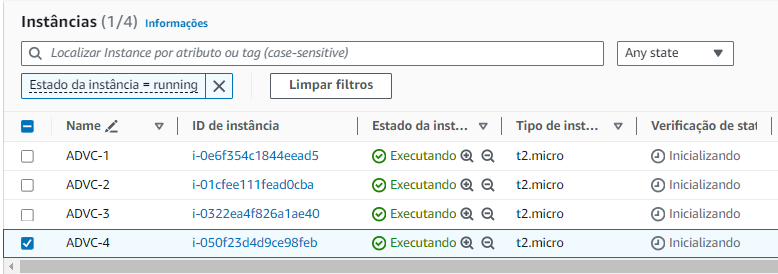 Instâncias (1/4) Informações
Localizar Instance por atributo ou tag (case-sensitive) Any state
Estado da instância = running Limpar filtros
Name ID de instância Estado da inst... Tipo de inst... Verificação de stat
ADVC-1 i-0e6f354c1844eead5 Executando t2.micro Inicializando
ADVC-2 i-01cfee111fead0cba Executando t2.micro Inicializando
ADVC-3 i-0322ea4f826a1ae40 Executando t2.micro Inicializando
ADVC-4 i-050f23d4d9ce98feb Executando t2.micro Inicializando